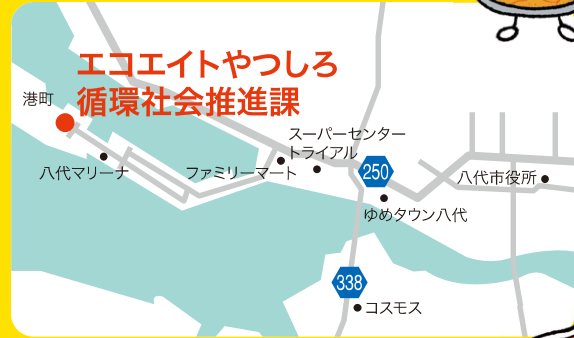 エコエイトやつしろ
循環社会推進課
港町
八代マリーナ
ファミリーマート
スーパーセンター
トライアル
250
ゆめタウン八代
八代市役所
338
コスモス